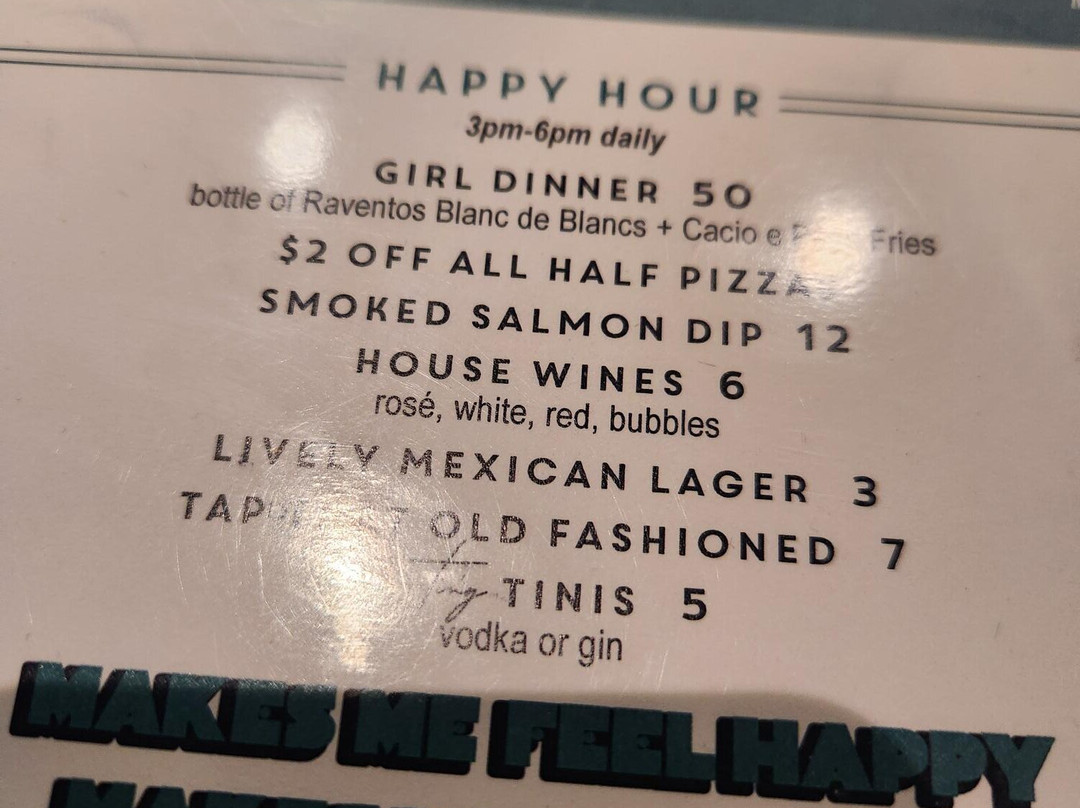 HAPPY HOUR
3pm-6pm daily
GIRL DINNER 50
bottle of Raventos Blanc de Blancs + Cacio e Fries
$2 OFF ALL HALF
SMOKED SALMON DIP 12
HOUSE WINES 6
rosé, white, red, bubbles
LIVELY MEXICAN LAGER 3
OLD FASHIONED 7
TINIS 5
vodka or gin
MAKES ME FEEL HAPPY